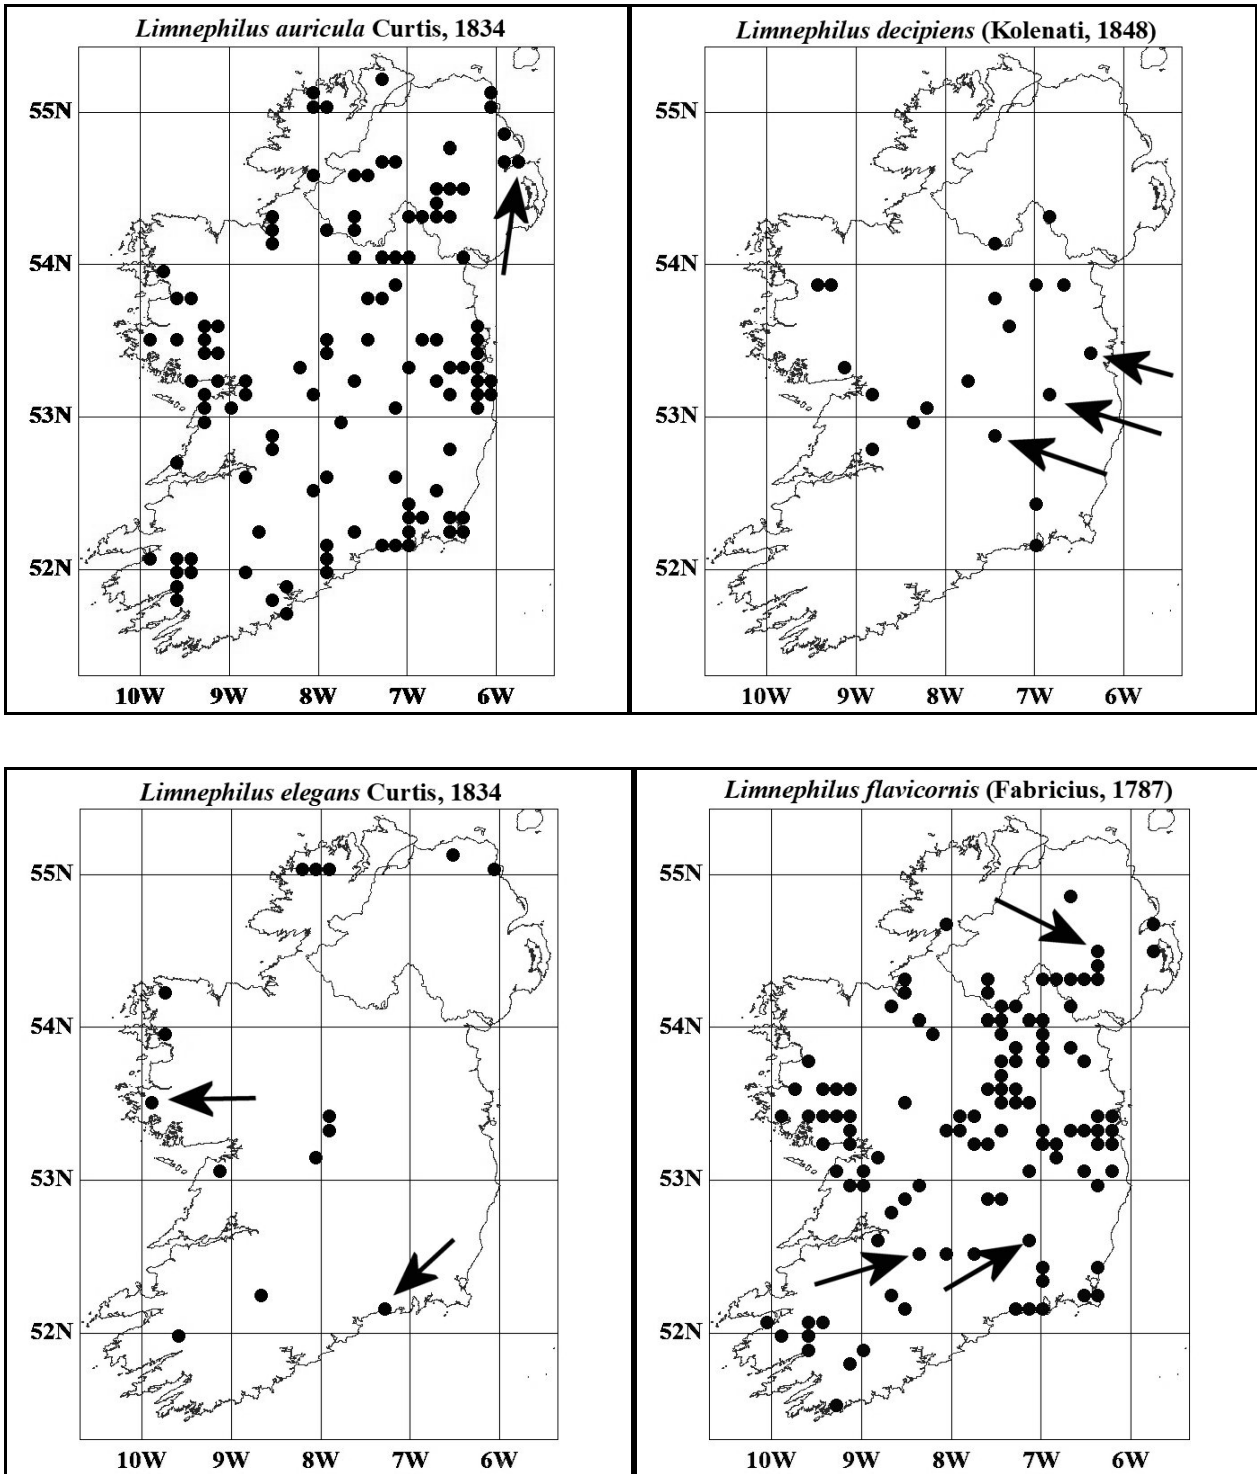 Limnephilus auricula Curtis, 1834
55N
54N
53N
52N
10W 9W 8W 7W 6W
Limnephilus decipiens (Kolenati, 1848)
55N
54N
53N
52N
10W 9W 8W 7W 6W
Limnephilus elegans Curtis, 1834
55N
54N
53N
52N
10W 9W 8W 7W 6W
Limnephilus flavicornis (Fabricius, 1787)
55N
54N
53N
52N
10W 9W 8W 7W 6W